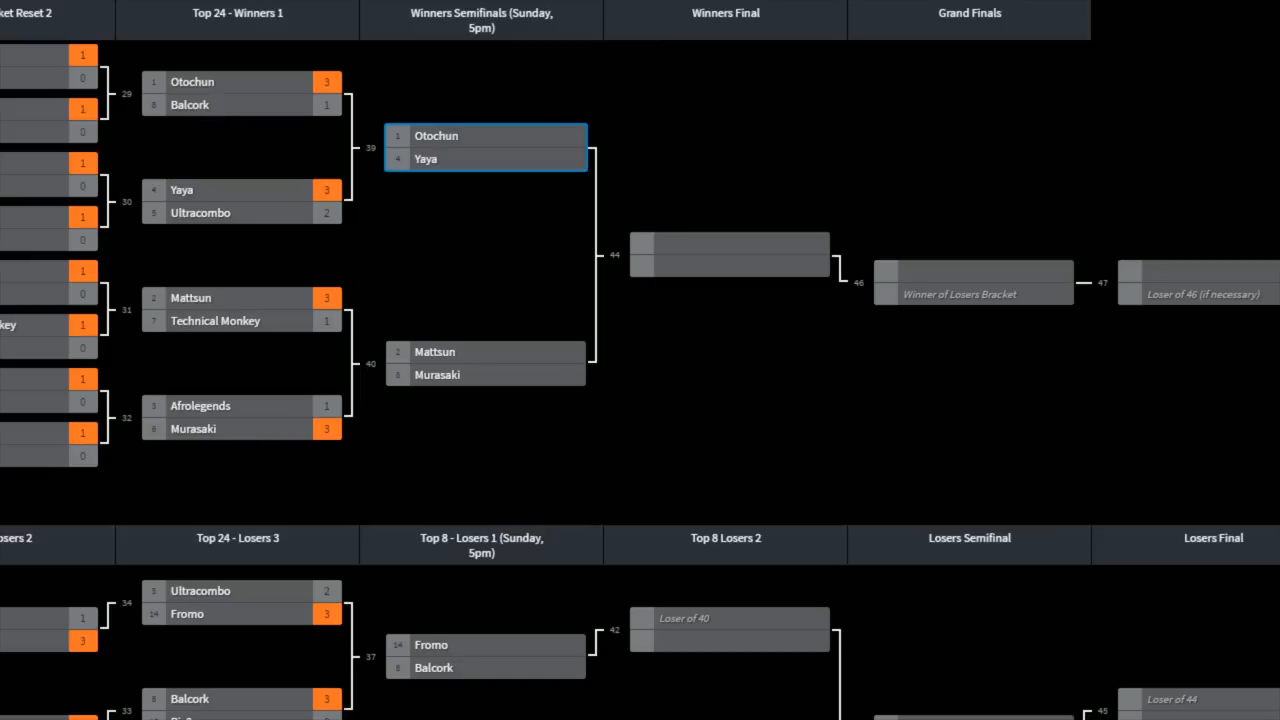 ket Reset 2
Top 24 - Winners 1
Winners Semifinals (Sunday,
5pm)
Winners Final
Grand Finals
1
0
1
0
1
0
1
0
1
0
key 1
0
1
0
1
0
29
1 Otochun 3
8 Balcork 1
30
4 Yaya 3
5 Ultracombo 2
31
2 Mattsun 3
7 Technical Monkey 1
32
3 Afrolegends 1
6 Murasaki 3
39
1 Otochun
4 Yaya
40
2 Mattsun
6 Murasaki
44
46
Winner of Losers Bracket
47
Loser of 46 (if necessary)
osers 2
Top 24 - Losers 3
Top 8 - Losers 1 (Sunday,
5pm)
Top 8 Losers 2
Losers Semifinal
Losers Final
1
3
34
5 Ultracombo 2
14 Fromo 3
33
8 Balcork 3
37
14 Fromo
8 Balcork
42
Loser of 40
45
Loser of 44